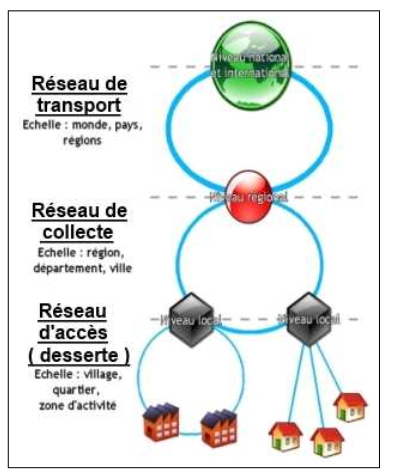 Niveau national
et international
Réseau de
transport
Echelle : monde, pays,
régions
Niveau régional
Réseau de
collecte
Echelle : région,
département, ville
Niveau local
Niveau local
Réseau
d'accès
( desserte )
Echelle : village,
quartier,
zone d'activité